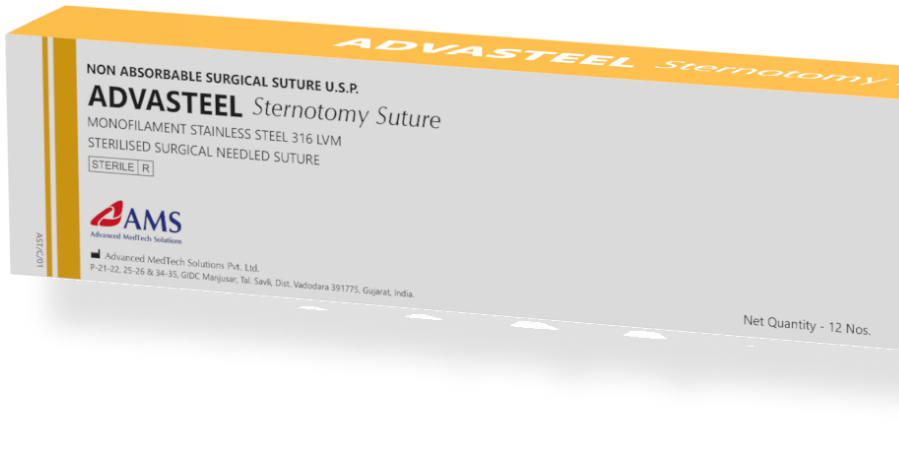 ADVASTEEL Sternotomy
NON ABSORBABLE SURGICAL SUTURE U.S.P.
ADVASTEEL Sternotomy Suture
MONOFILAMENT STAINLESS STEEL 316 LVM
STERILISED SURGICAL NEEDLED SUTURE
STERILE R
AMS
Advanced MedTech Solutions
Advanced MedTech Solutions Pvt. Ltd.
P-21-22, 25-26 & 34-35, GIDC Manjusar, Tal. Savli, Dist. Vadodara 391775, Gujarat, India.
AST/C/01
Net Quantity - 12 Nos.